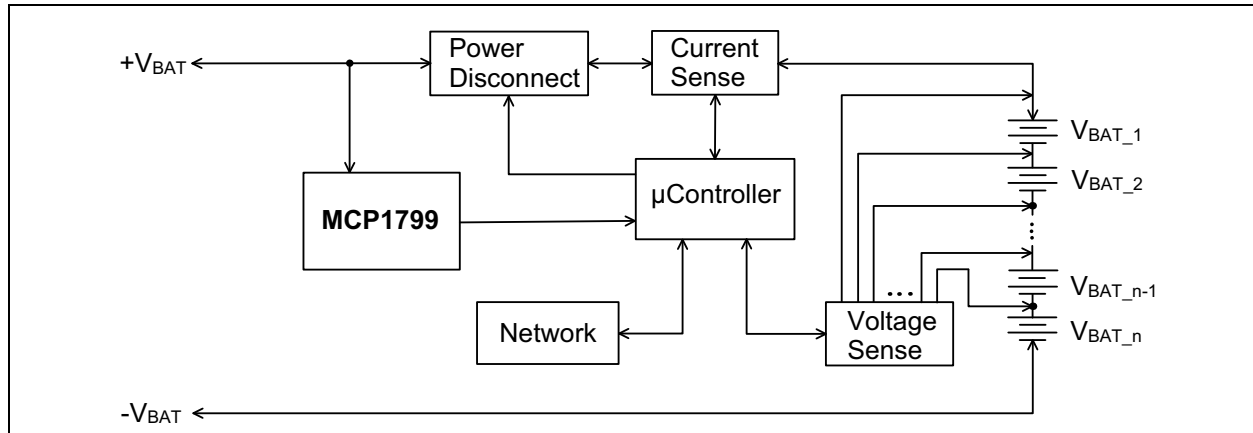 +VBAT
Power
Disconnect
Current
Sense
VBAT_1
VBAT_2
MCP1799
µController
VBAT_n-1
VBAT_n
Network
Voltage
Sense
-VBAT